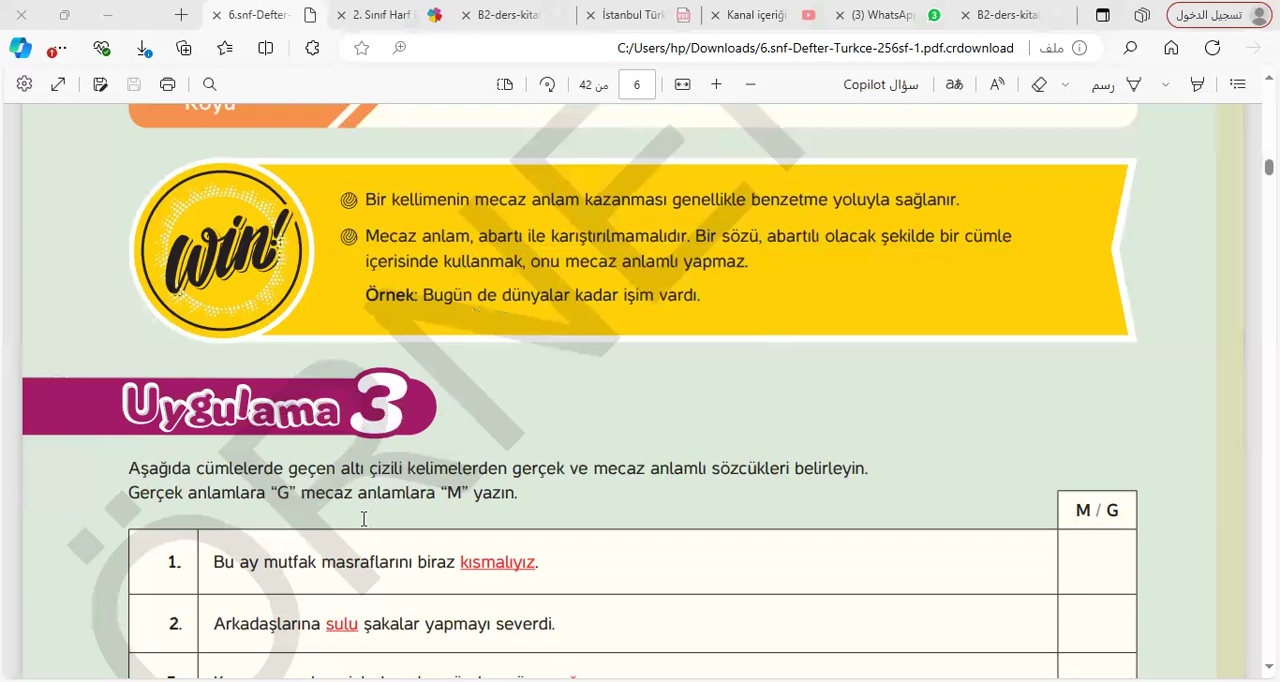 6.snf-Defter-
2. Sınıf Harf
B2-ders-kita
İstanbul Türk
Kanal içeriği
(3) WhatsApp
3
B2-ders-kita
تسجيل الدخول
C:/Users/hp/Downloads/6.snf-Defter-Turkce-256sf-1.pdf.crdownload
ملف
42 من
6
سؤال Copilot
رسم
Köyü
Win!
Bir kellimenin mecaz anlam kazanması genellikle benzetme yoluyla sağlanır.
Mecaz anlam, abartı ile karıştırılmamalıdır. Bir sözü, abartılı olacak şekilde bir cümle
içerisinde kullanmak, onu mecaz anlamlı yapmaz.
Örnek: Bugün de dünyalar kadar işim vardı.
Uygulama 3
Aşağıda cümlelerde geçen altı çizili kelimelerden gerçek ve mecaz anlamlı sözcükleri belirleyin.
Gerçek anlamlara “G” mecaz anlamlara “M” yazın.
M / G
1. Bu ay mutfak masraflarını biraz kısmalıyız.
2. Arkadaşlarına sulu şakalar yapmayı severdi.
ÖRNE